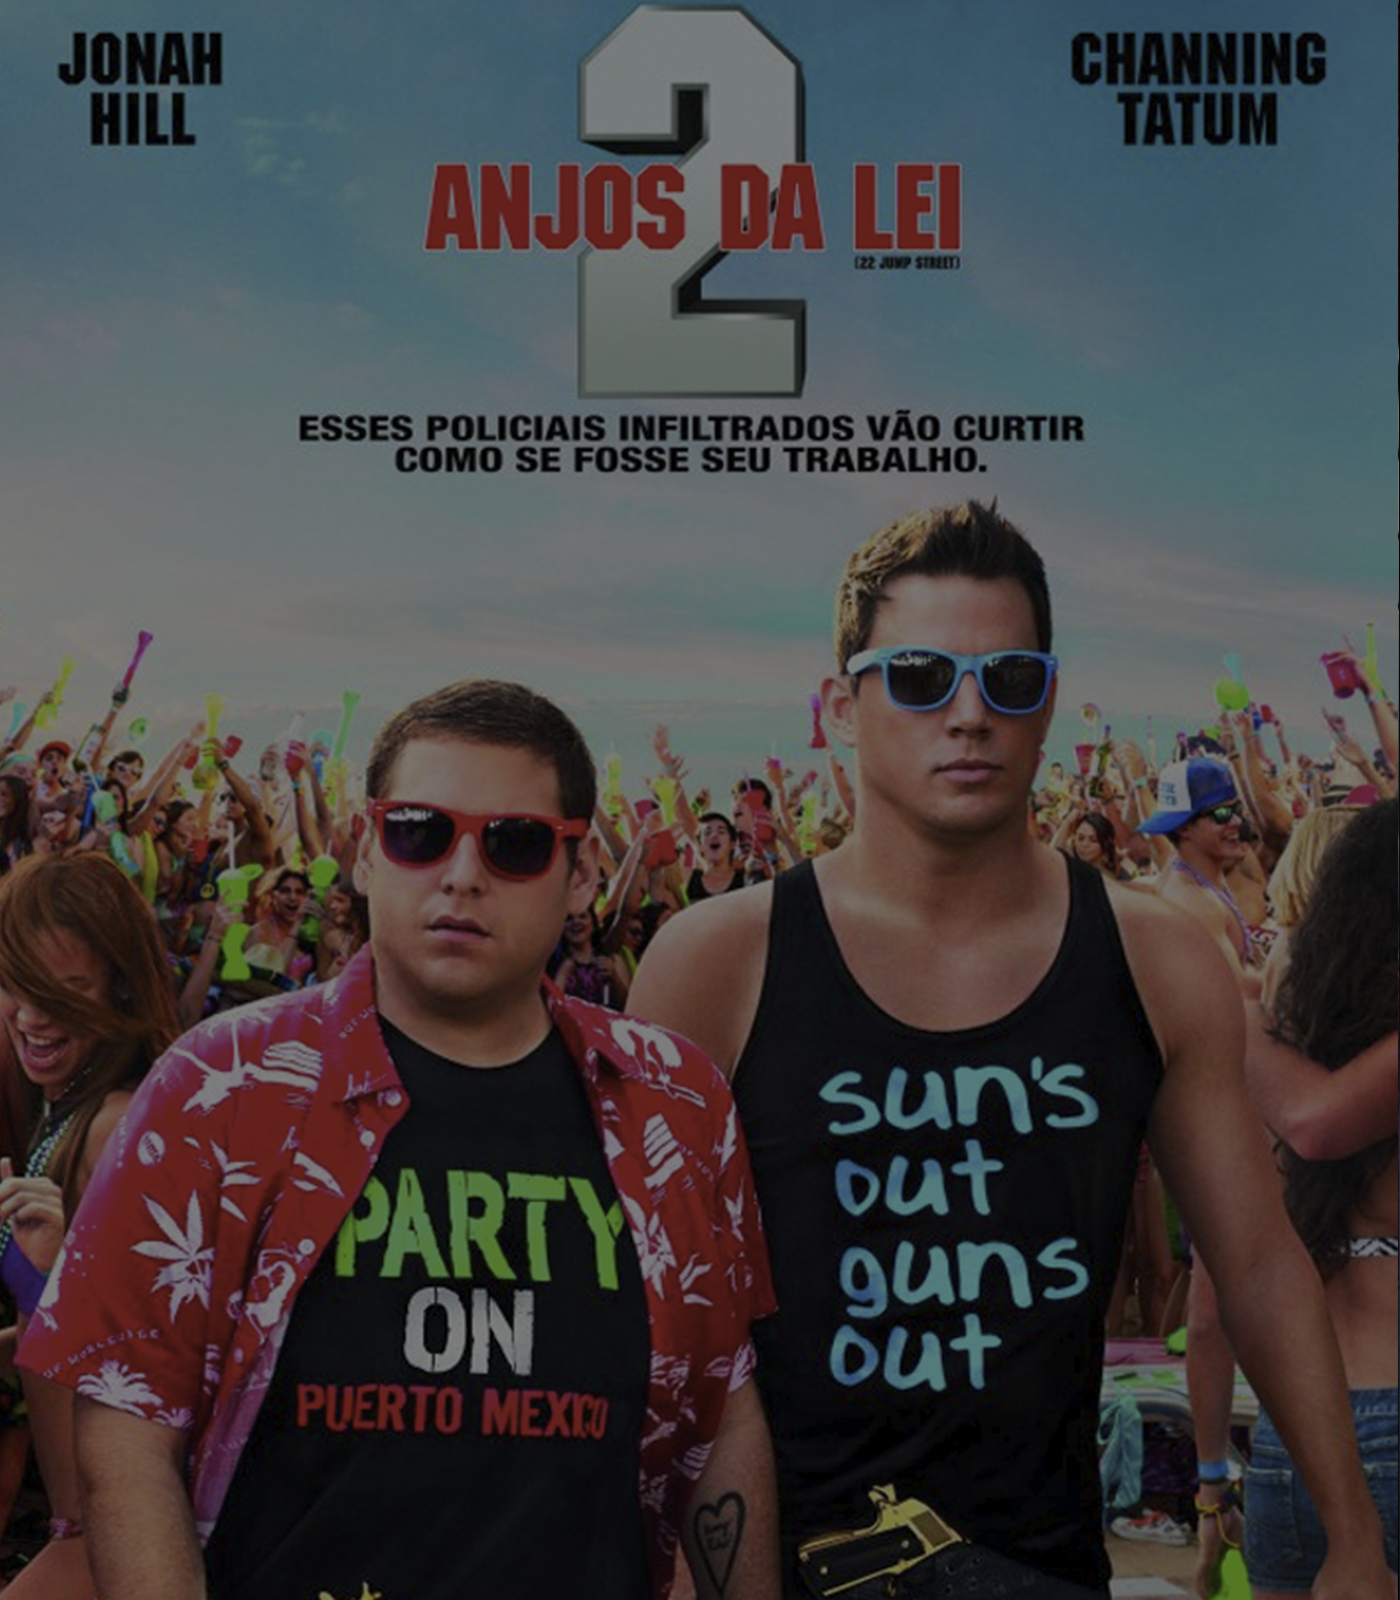 JONAH
HILL
CHANNING
TATUM
2
ANJOS DA LEI
(22 JUMP STREET)
ESSES POLICIAIS INFILTRADOS VÃO CURTIR
COMO SE FOSSE SEU TRABALHO.
sun's
out
guns
out
PARTY
ON
PUERTO MEXICO